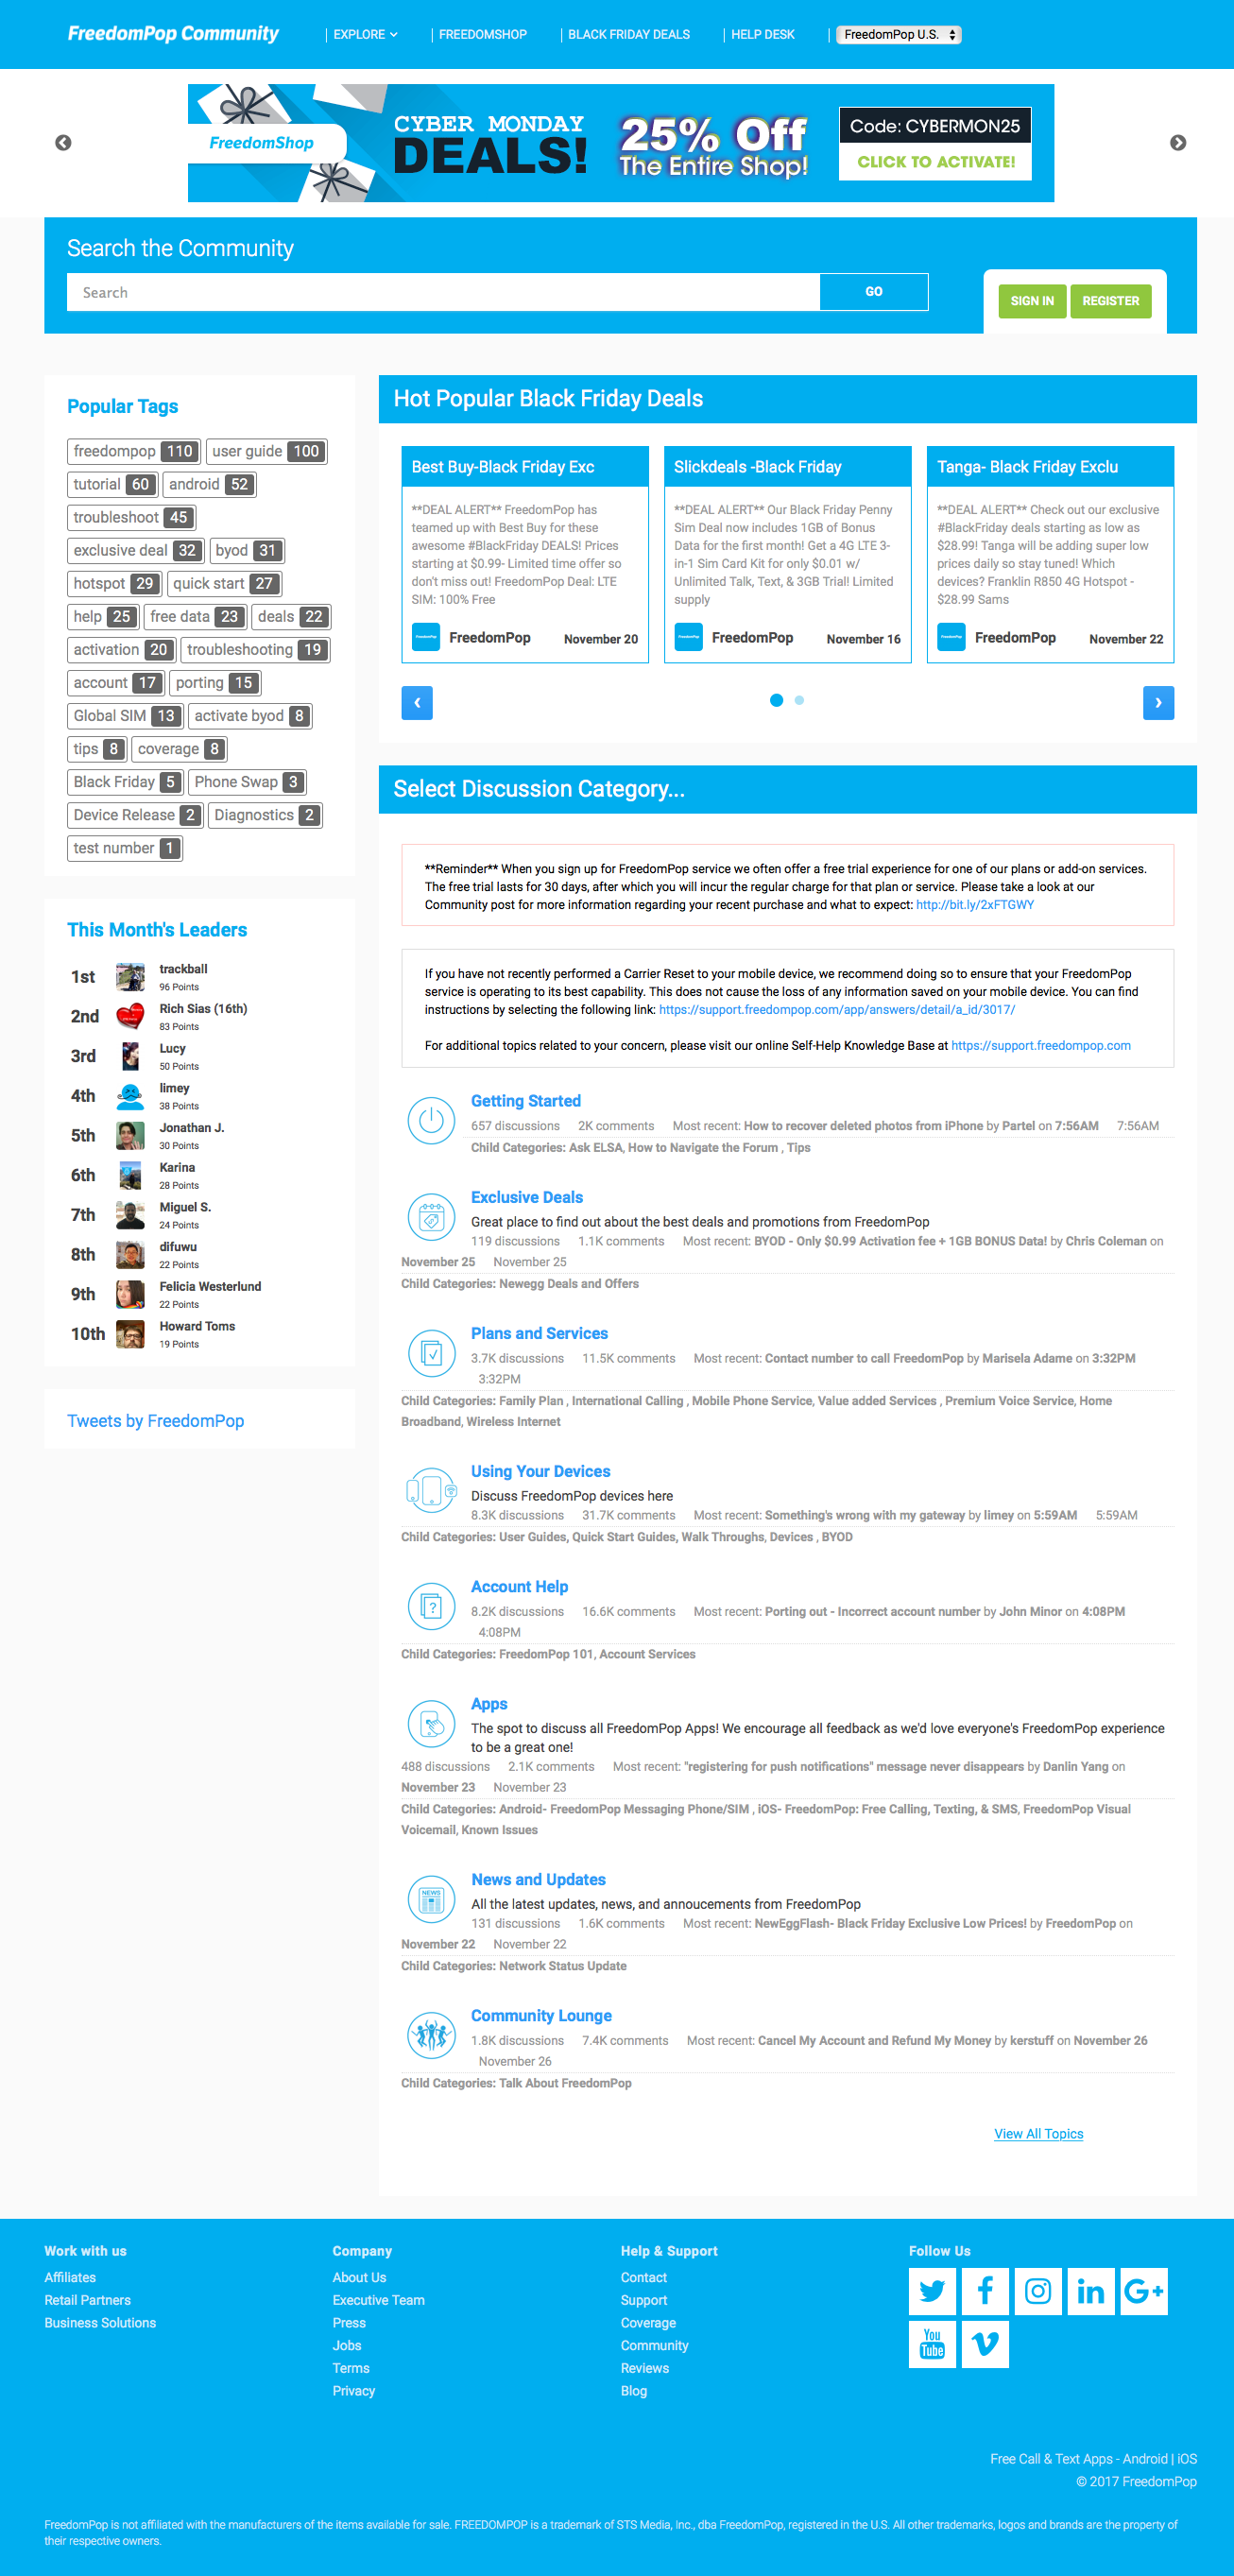 FreedomPop Community
EXPLORE
FREEDOMSHOP
BLACK FRIDAY DEALS
HELP DESK
FreedomPop U.S.
FreedomShop
CYBER MONDAY
DEALS!
25% Off
The Entire Shop!
Code: CYBERMON25
CLICK TO ACTIVATE!
Search the Community
Search
GO
SIGN IN
REGISTER
Popular Tags
freedompop 110 user guide 100
tutorial 60 android 52
troubleshoot 45
exclusive deal 32 byod 31
hotspot 29 quick start 27
help 25 free data 23 deals 22
activation 20 troubleshooting 19
account 17 porting 15
Global SIM 13 activate byod 8
tips 8 coverage 8
Black Friday 5 Phone Swap 3
Device Release 2 Diagnostics 2
test number 1
This Month's Leaders
1st
trackball
96 Points
2nd
Rich Sias (16th)
83 Points
3rd
Lucy
50 Points
4th
limey
38 Points
5th
Jonathan J.
30 Points
6th
Karina
28 Points
7th
Miguel S.
24 Points
8th
difuwu
22 Points
9th
Felicia Westerlund
22 Points
10th
Howard Toms
19 Points
Tweets by FreedomPop
Hot Popular Black Friday Deals
Best Buy-Black Friday Exc
**DEAL ALERT** FreedomPop has
teamed up with Best Buy for these
awesome #BlackFriday DEALS! Prices
starting at $0.99- Limited time offer so
don't miss out! FreedomPop Deal: LTE
SIM: 100% Free
FreedomPop
November 20
Slickdeals -Black Friday
**DEAL ALERT** Our Black Friday Penny
Sim Deal now includes 1GB of Bonus
Data for the first month! Get a 4G LTE 3-
in-1 Sim Card Kit for only $0.01 w/
Unlimited Talk, Text, & 3GB Trial! Limited
supply
FreedomPop
November 16
Tanga- Black Friday Exclu
**DEAL ALERT** Check out our exclusive
#BlackFriday deals starting as low as
$28.99! Tanga will be adding super low
prices daily so stay tuned! Which
devices? Franklin R850 4G Hotspot -
$28.99 Sams
FreedomPop
November 22
Select Discussion Category...
**Reminder** When you sign up for FreedomPop service we often offer a free trial experience for one of our plans or add-on services.
The free trial lasts for 30 days, after which you will incur the regular charge for that plan or service. Please take a look at our
Community post for more information regarding your recent purchase and what to expect: http://bit.ly/2xFTGWY
If you have not recently performed a Carrier Reset to your mobile device, we recommend doing so to ensure that your FreedomPop
service is operating to its best capability. This does not cause the loss of any information saved on your mobile device. You can find
instructions by selecting the following link: https://support.freedompop.com/app/answers/detail/a_id/3017/
For additional topics related to your concern, please visit our online Self-Help Knowledge Base at https://support.freedompop.com
Getting Started
657 discussions 2K comments Most recent: How to recover deleted photos from iPhone by Partel on 7:56AM 7:56AM
Child Categories: Ask ELSA, How to Navigate the Forum , Tips
Exclusive Deals
Great place to find out about the best deals and promotions from FreedomPop
119 discussions 1.1K comments Most recent: BYOD - Only $0.99 Activation fee + 1GB BONUS Data! by Chris Coleman on
November 25 November 25
Child Categories: Newegg Deals and Offers
Plans and Services
3.7K discussions 11.5K comments Most recent: Contact number to call FreedomPop by Marisela Adame on 3:32PM
3:32PM
Child Categories: Family Plan , International Calling , Mobile Phone Service, Value added Services , Premium Voice Service, Home
Broadband, Wireless Internet
Using Your Devices
Discuss FreedomPop devices here
8.3K discussions 31.7K comments Most recent: Something's wrong with my gateway by limey on 5:59AM 5:59AM
Child Categories: User Guides, Quick Start Guides, Walk Throughs, Devices , BYOD
Account Help
8.2K discussions 16.6K comments Most recent: Porting out - Incorrect account number by John Minor on 4:08PM
4:08PM
Child Categories: FreedomPop 101, Account Services
Apps
The spot to discuss all FreedomPop Apps! We encourage all feedback as we'd love everyone's FreedomPop experience
to be a great one!
488 discussions 2.1K comments Most recent: "registering for push notifications" message never disappears by Danlin Yang on
November 23 November 23
Child Categories: Android- FreedomPop Messaging Phone/SIM , iOS- FreedomPop: Free Calling, Texting, & SMS, FreedomPop Visual
Voicemail, Known Issues
NEWS
News and Updates
All the latest updates, news, and annoucements from FreedomPop
131 discussions 1.6K comments Most recent: NewEggFlash- Black Friday Exclusive Low Prices! by FreedomPop on
November 22 November 22
Child Categories: Network Status Update
Community Lounge
1.8K discussions 7.4K comments Most recent: Cancel My Account and Refund My Money by kerstuff on November 26
November 26
Child Categories: Talk About FreedomPop
View All Topics
Work with us
Affiliates
Retail Partners
Business Solutions
Company
About Us
Executive Team
Press
Jobs
Terms
Privacy
Help & Support
Contact
Support
Coverage
Community
Reviews
Blog
Follow Us
You
Tube
Free Call & Text Apps - Android | iOS
© 2017 FreedomPop
FreedomPop is not affiliated with the manufacturers of the items available for sale. FREEDOMPOP is a trademark of STS Media, Inc., dba FreedomPop, registered in the U.S. All other trademarks, logos and brands are the property of
their respective owners.